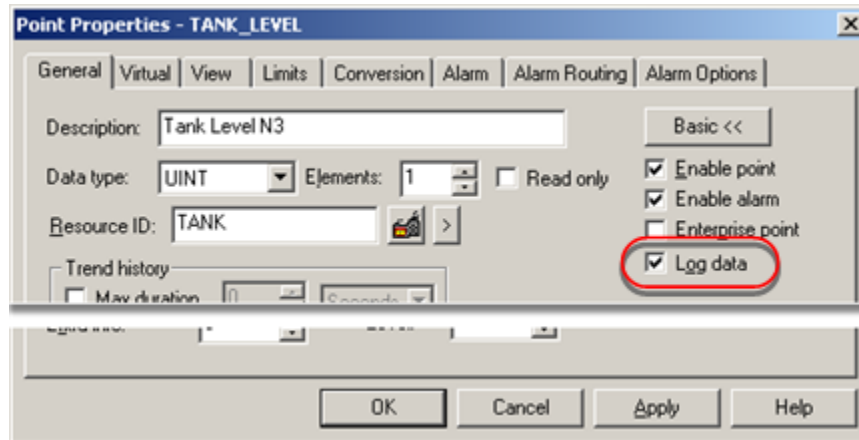 Point Properties - TANK_LEVEL
General Virtual View Limits Conversion Alarm Alarm Routing Alarm Options
Description: Tank Level N3 Basic <<
Data type: UINT Elements: 1 Read only Enable point
Enable alarm
Resource ID: TANK > Enterprise point
Log data
Trend history
Max duration 0 Seconds
OK Cancel Apply Help